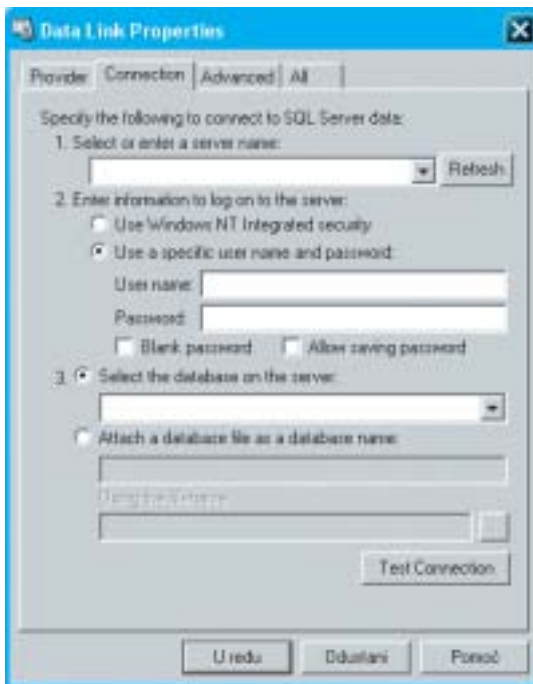 Data Link Properties
Provider Connection Advanced All
Specify the following to connect to SQL Server data:
1. Select or enter a server name:
Refresh
2. Enter information to log on to the server:
Use Windows NT Integrated security
Use a specific user name and password:
User name:
Password:
Blank password Allow saving password
3. Select the database on the server:
Attach a database file as a database name:
Using the filename:
Test Connection
U redu Odustani Pomoć